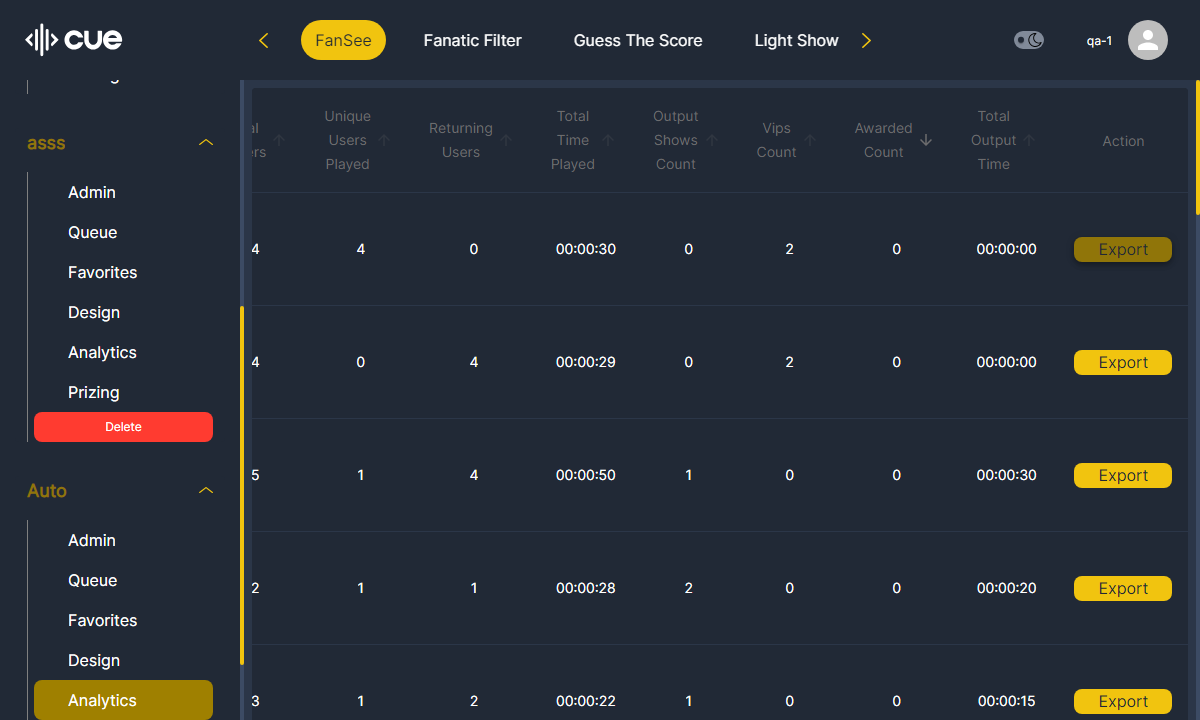 cue
FanSee
Fanatic Filter
Guess The Score
Light Show
qa-1
asss
Admin
Queue
Favorites
Design
Analytics
Prizing
Delete
Auto
Admin
Queue
Favorites
Design
Analytics
Unique
Users
Played
Returning
Users
Total
Time
Played
Output
Shows
Count
Vips
Count
Awarded
Count
Total
Output
Time
Action
4 4 0 00:00:30 0 2 0 00:00:00 Export
4 0 4 00:00:29 0 2 0 00:00:00 Export
5 1 4 00:00:50 1 0 0 00:00:30 Export
2 1 1 00:00:28 2 0 0 00:00:20 Export
3 1 2 00:00:22 1 0 0 00:00:15 Export